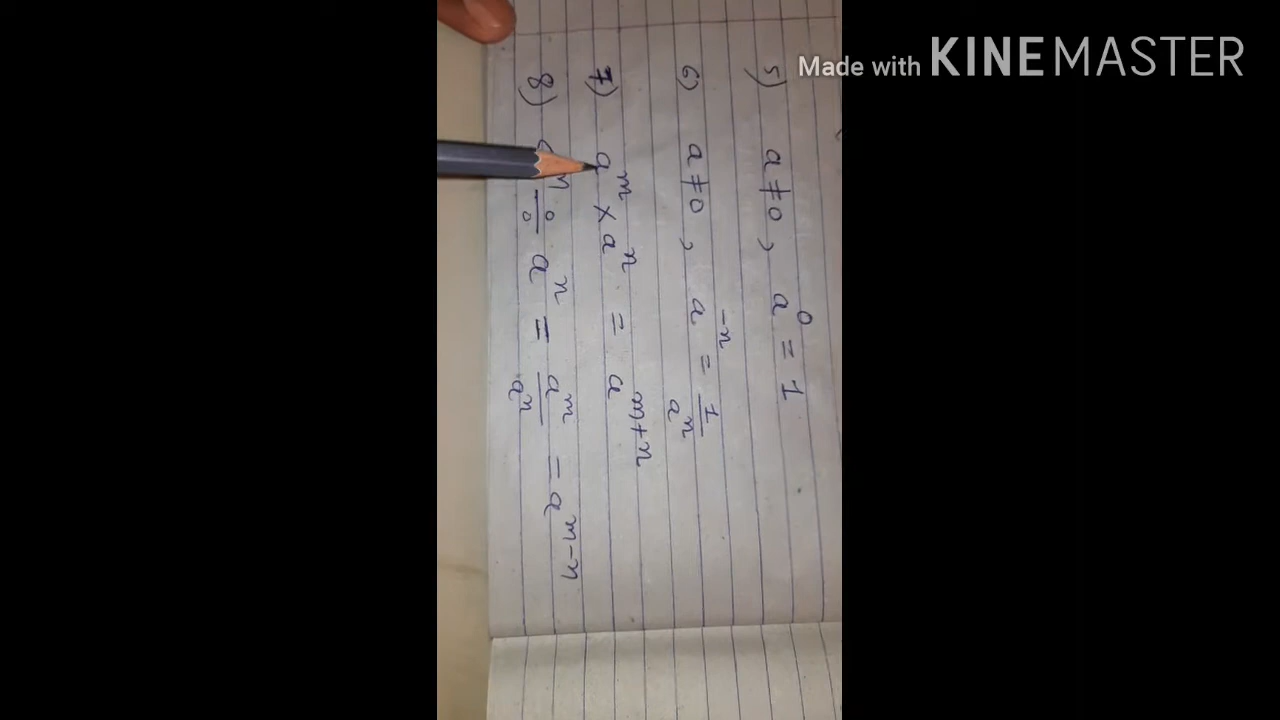 Made with KINEMASTER
5) a≠0, a⁰ = 1
6) a≠0, a⁻ⁿ = 1/aⁿ
7) aᵐ × aⁿ = aᵐ⁺ⁿ
8) aᵐ ÷ aⁿ = aᵐ/aⁿ = aᵐ⁻ⁿ